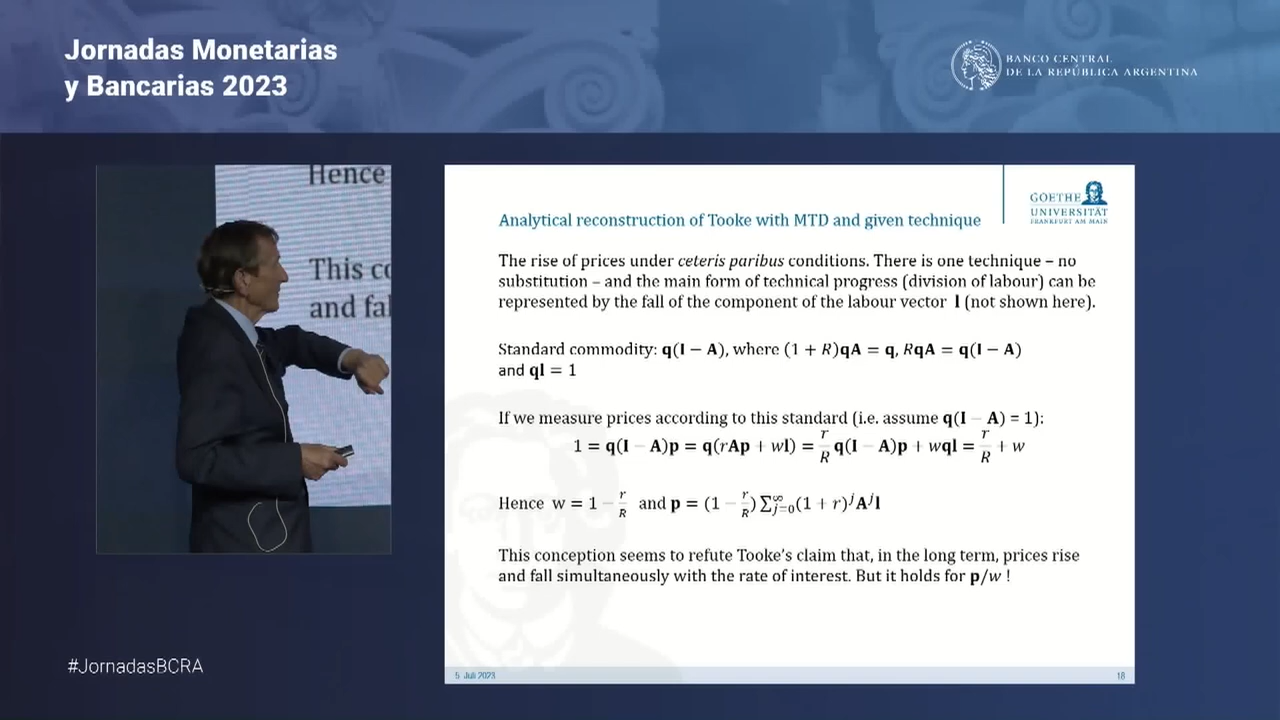 Jornadas Monetarias
y Bancarias 2023
BANCO CENTRAL
DE LA REPÚBLICA ARGENTINA
Hence
This co
and fal
GOETHE
UNIVERSITÄT
FRANKFURT AM MAIN
Analytical reconstruction of Tooke with MTD and given technique
The rise of prices under ceteris paribus conditions. There is one technique – no
substitution – and the main form of technical progress (division of labour) can be
represented by the fall of the component of the labour vector l (not shown here).
Standard commodity: q(I − A), where (1 + R)qA = q, RqA = q(I − A)
and ql = 1
If we measure prices according to this standard (i.e. assume q(I − A) = 1):
1 = q(I − A)p = q(rAp + wl) = r/R q(I − A)p + wql = r/R + w
Hence w = 1 − r/R and p = (1 − r/R) ∑_{j=0}^{∞} (1 + r)^j A^j l
This conception seems to refute Tooke's claim that, in the long term, prices rise
and fall simultaneously with the rate of interest. But it holds for p/w !
#JornadasBCRA
5 Juli 2023
18